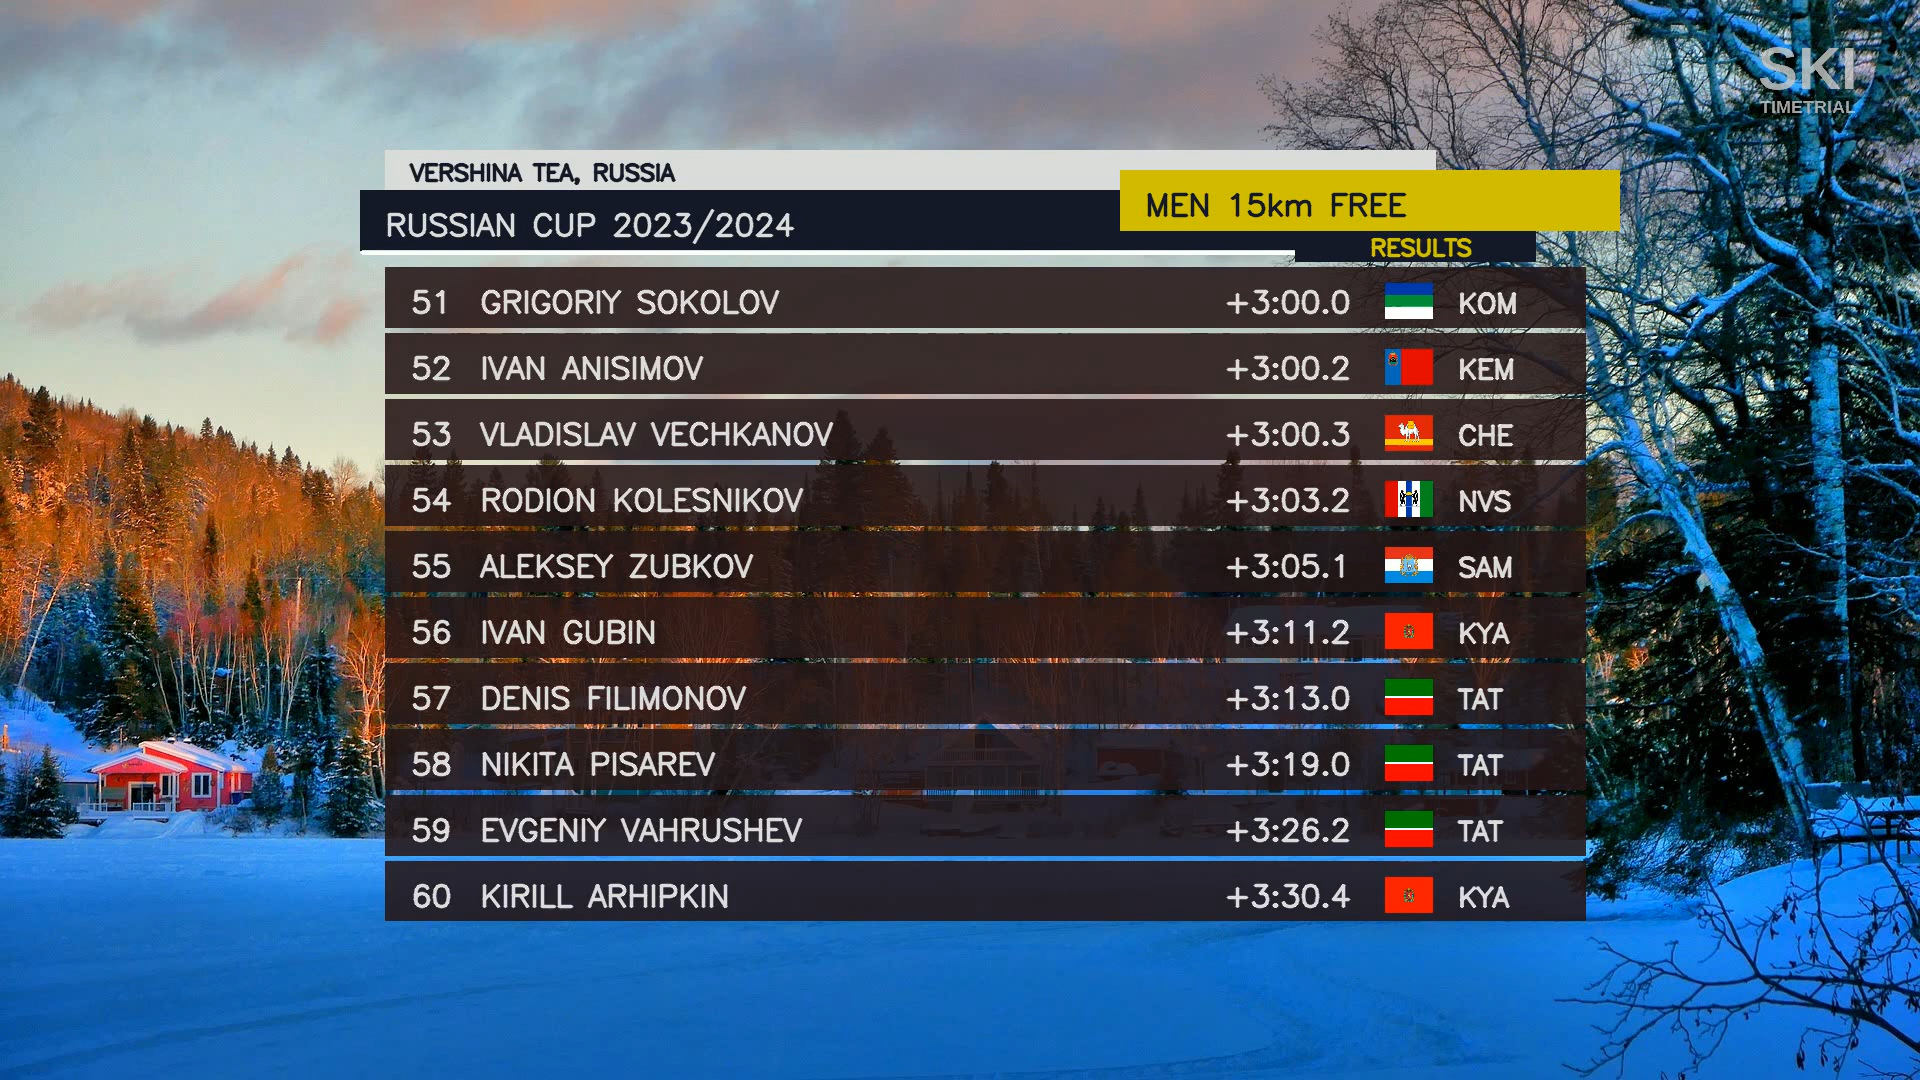 SKI
TIMETRIAL
VERSHINA TEA, RUSSIA
RUSSIAN CUP 2023/2024
MEN 15km FREE
RESULTS
51 GRIGORIY SOKOLOV +3:00.0 KOM
52 IVAN ANISIMOV +3:00.2 KEM
53 VLADISLAV VECHKANOV +3:00.3 CHE
54 RODION KOLESNIKOV +3:03.2 NVS
55 ALEKSEY ZUBKOV +3:05.1 SAM
56 IVAN GUBIN +3:11.2 KYA
57 DENIS FILIMONOV +3:13.0 TAT
58 NIKITA PISAREV +3:19.0 TAT
59 EVGENIY VAHRUSHEV +3:26.2 TAT
60 KIRILL ARHIPKIN +3:30.4 KYA